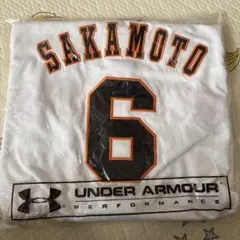 SAKAMOTO
6
UNDER ARMOUR
PERFORMANCE